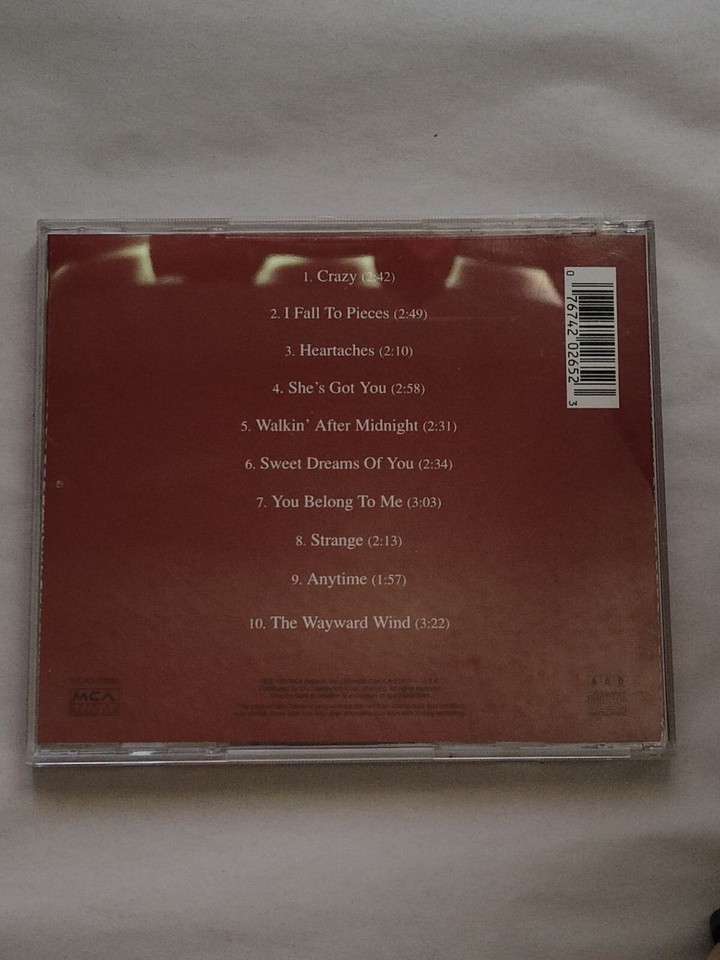 1. Crazy (2:42)
2. I Fall To Pieces (2:49)
3. Heartaches (2:10)
4. She's Got You (2:58)
5. Walkin' After Midnight (2:31)
6. Sweet Dreams Of You (2:34)
7. You Belong To Me (3:03)
8. Strange (2:13)
9. Anytime (1:57)
10. The Wayward Wind (3:22)
0 76742 02652 3
MCA
AAD